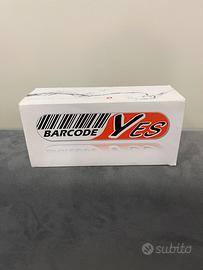 BARCODE YES
subito